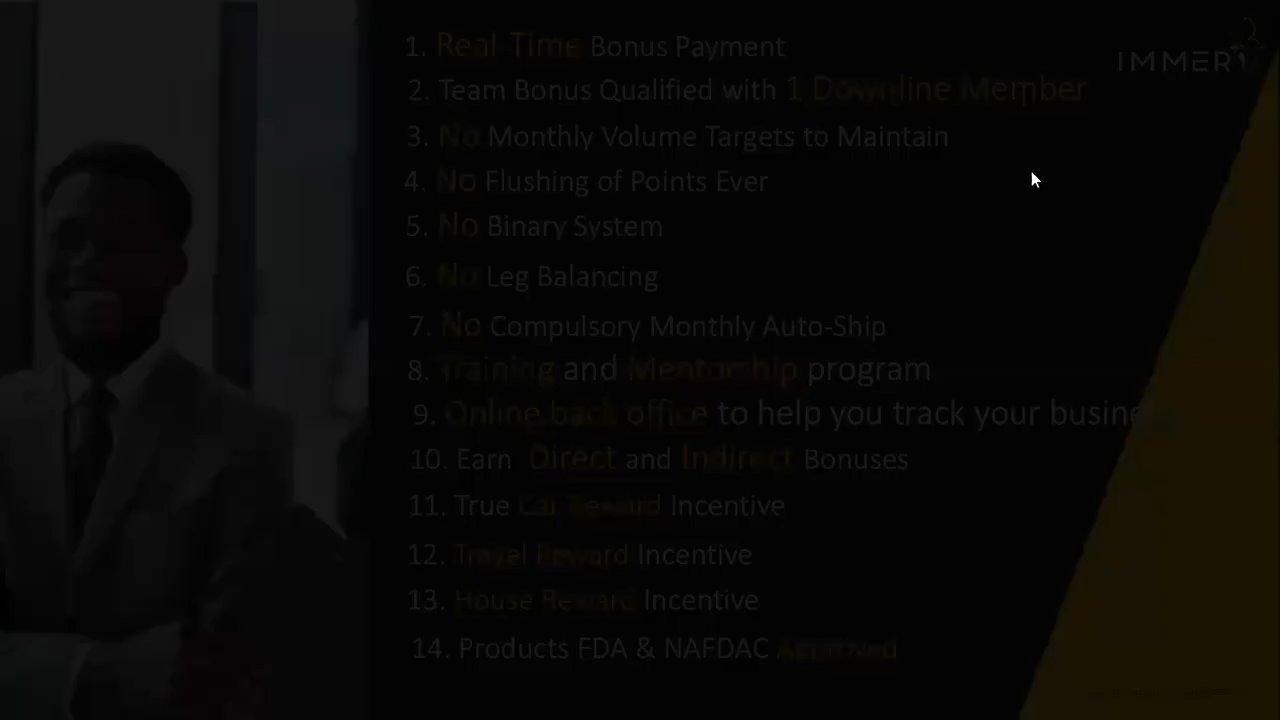 IMMER
1. Real Time Bonus Payment
2. Team Bonus Qualified with 1 Downline Member
3. No Monthly Volume Targets to Maintain
4. No Flushing of Points Ever
5. No Binary System
6. No Leg Balancing
7. No Compulsory Monthly Auto-Ship
8. Training and Mentorship program
9. Online back office to help you track your busine
10. Earn Direct and Indirect Bonuses
11. True Car Reward Incentive
12. Travel Reward Incentive
13. House Reward Incentive
14. Products FDA & NAFDAC Approved